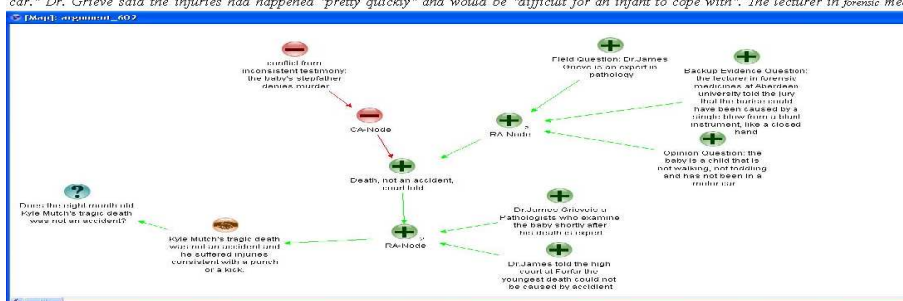 car." Dr. Grieve said the injuries had happened "pretty quickly" and would be "difficult for an infant to cope with". The lecturer in forensic med
[Map]: argument_602
conflict from
inconsistent testimony:
the baby's stepfather
denies murder
CA-Node
Death, not an accident,
court told
Field Question: Dr.James
Grieve is an expert in
pathology
Backup Evidence Question:
the lecturer in forensic
medicines at Aberdeen
university told the jury
that the
could
have been caused by a
single blow from a blunt
instrument, like a closed
hand
2
RA-Node
Opinion Question: the
baby is a child that is
not walking, not toddling
and has not been in a
motor car
Does the eight month old
Kyle Mutch's tragic death
was not an accident?
Kyle Mutch's tragic death
was not an accident and
he suffered injuries
consistent with a punch
or a kick.
2
RA-Node
Dr.James Grieve is a
Pathologists who examine
the baby shortly after
his death is expert
Dr.James told the high
court at Forfar the
youngest death could not
be caused by accident